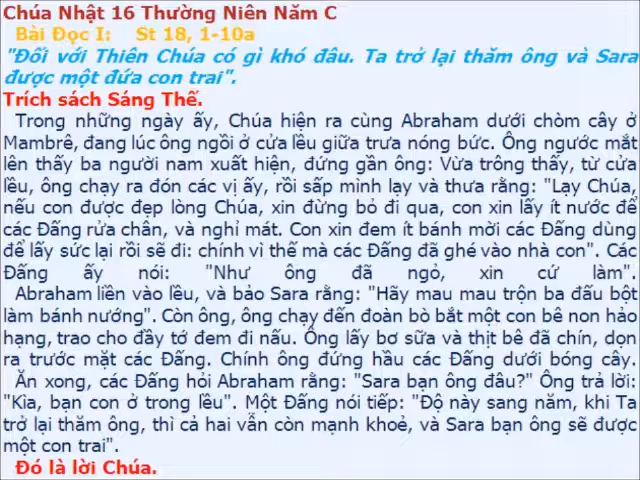 Chúa Nhật 16 Thường Niên Năm C
Bài Đọc I: St 18, 1-10a
"Đối với Thiên Chúa có gì khó đâu. Ta trở lại thăm ông và Sara
được một đứa con trai".
Trích sách Sáng Thế.
Trong những ngày ấy, Chúa hiện ra cùng Abraham dưới chòm cây ở
Mambrê, đang lúc ông ngồi ở cửa lều giữa trưa nóng bức. Ông ngước mắt
lên thấy ba người nam xuất hiện, đứng gần ông: Vừa trông thấy, từ cửa
lều, ông chạy ra đón các vị ấy, rồi sấp mình lạy và thưa rằng: "Lạy Chúa,
nếu con được đẹp lòng Chúa, xin đừng bỏ đi qua, con xin lấy ít nước để
các Đấng rửa chân, và nghỉ mát. Con xin đem ít bánh mời các Đấng dùng
để lấy sức lại rồi sẽ đi: chính vì thế mà các Đấng đã ghé vào nhà con". Các
Đấng ấy nói: "Như ông đã ngỏ, xin cứ làm".
Abraham liền vào lều, và bảo Sara rằng: "Hãy mau mau trộn ba đấu bột
làm bánh nướng". Còn ông, ông chạy đến đoàn bò bắt một con bê non hảo
hạng, trao cho đầy tớ đem đi nấu. Ông lấy bơ sữa và thịt bê đã chín, dọn
ra trước mặt các Đấng. Chính ông đứng hầu các Đấng dưới bóng cây.
Ăn xong, các Đấng hỏi Abraham rằng: "Sara bạn ông đâu?" Ông trả lời:
"Kìa, bạn con ở trong lều". Một Đấng nói tiếp: "Độ này sang năm, khi Ta
trở lại thăm ông, thì cả hai vẫn còn mạnh khoẻ, và Sara bạn ông sẽ được
một con trai".
Đó là lời Chúa.